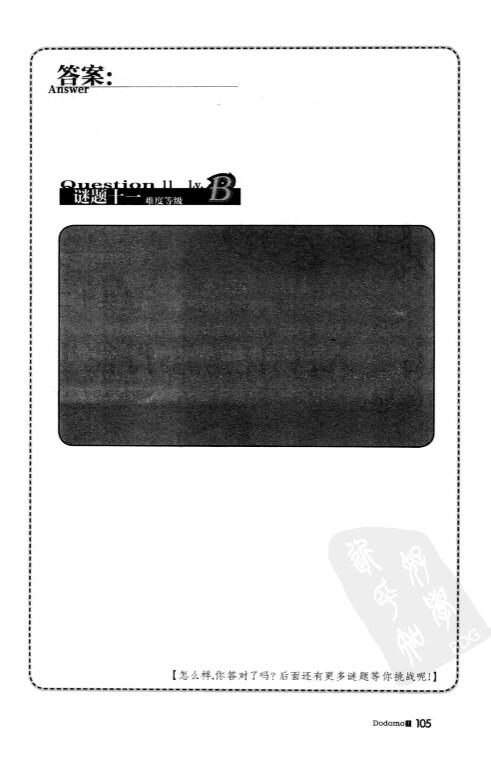 答案：
Answer
Question 11 Lv. B
谜题十一 难度等级
【怎么样,你答对了吗?后面还有更多谜题等你挑战呢!】
PDG
Dodomo 105